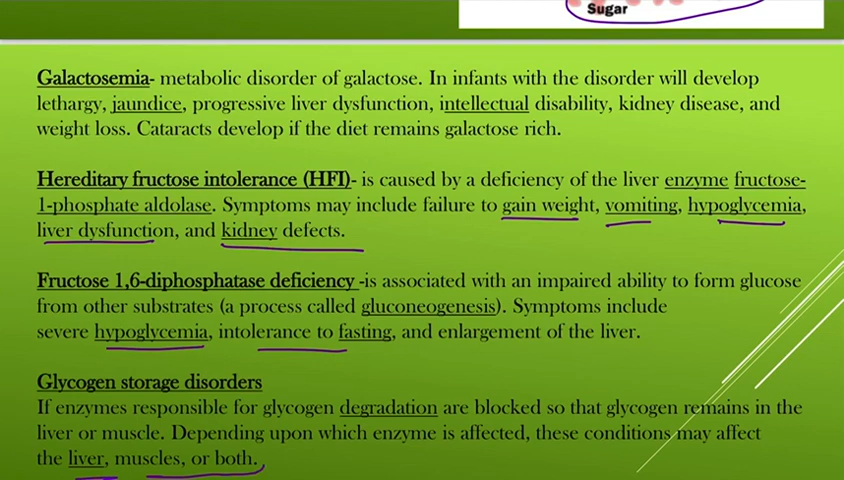 Sugar
Galactosemia- metabolic disorder of galactose. In infants with the disorder will develop
lethargy, jaundice, progressive liver dysfunction, intellectual disability, kidney disease, and
weight loss. Cataracts develop if the diet remains galactose rich.
Hereditary fructose intolerance (HFI)- is caused by a deficiency of the liver enzyme fructose-
1-phosphate aldolase. Symptoms may include failure to gain weight, vomiting, hypoglycemia,
liver dysfunction, and kidney defects.
Fructose 1,6-diphosphatase deficiency -is associated with an impaired ability to form glucose
from other substrates (a process called gluconeogenesis). Symptoms include
severe hypoglycemia, intolerance to fasting, and enlargement of the liver.
Glycogen storage disorders
If enzymes responsible for glycogen degradation are blocked so that glycogen remains in the
liver or muscle. Depending upon which enzyme is affected, these conditions may affect
the liver, muscles, or both.